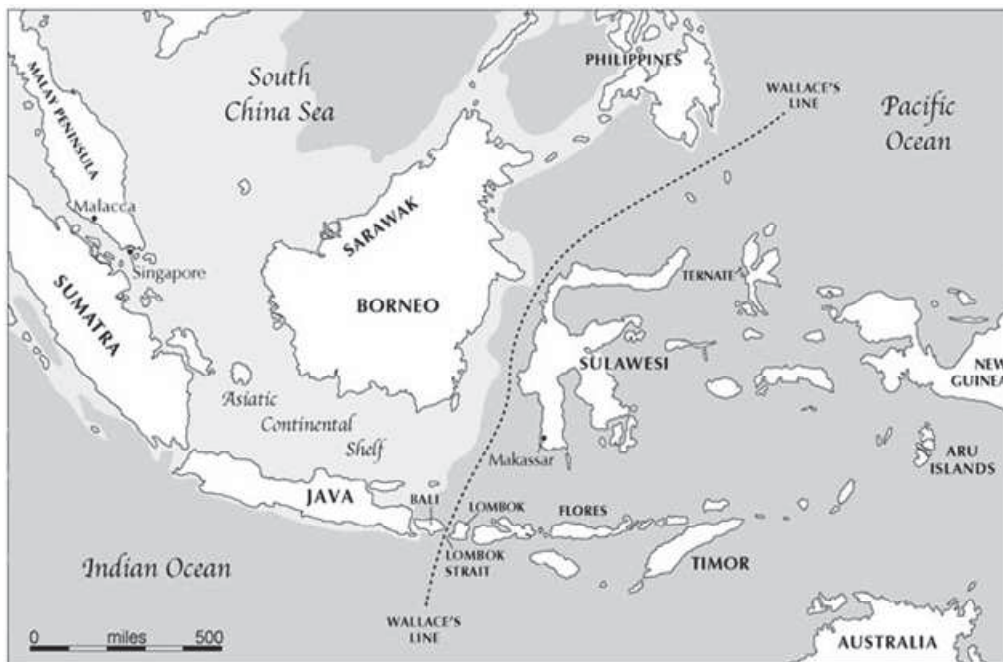 South
China Sea
PHILIPPINES
WALLACE'S
LINE
Pacific
Ocean
MALAY PENINSULA
Malacca
Singapore
SUMATRA
SARAWAK
BORNEO
TERNATE
SULAWESI
NEW
GUINEA
Asiatic
Continental
Shelf
Makassar
ARU
ISLANDS
JAVA
BALI
LOMBOK
FLORES
LOMBOK
STRAIT
TIMOR
Indian Ocean
WALLACE'S
LINE
0 miles 500
AUSTRALIA